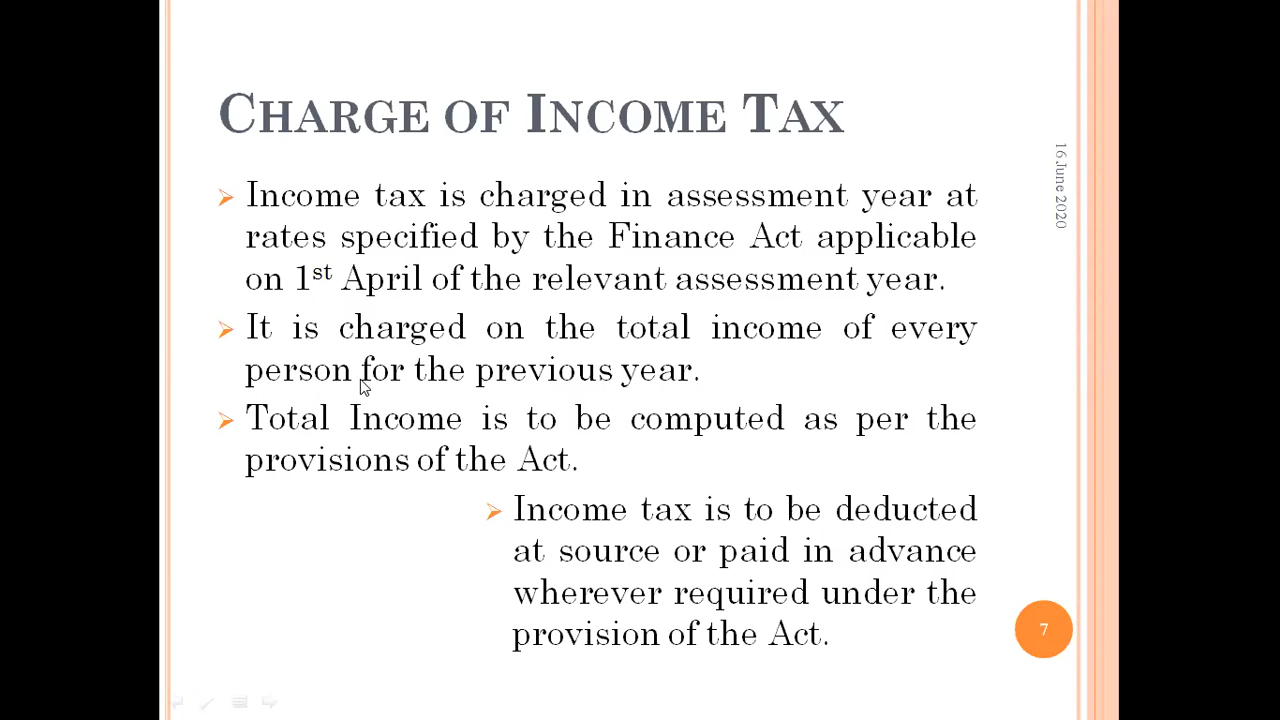 CHARGE OF INCOME TAX
16 June 2020
Income tax is charged in assessment year at
rates specified by the Finance Act applicable
on 1st April of the relevant assessment year.
It is charged on the total income of every
person for the previous year.
Total Income is to be computed as per the
provisions of the Act.
Income tax is to be deducted
at source or paid in advance
wherever required under the
provision of the Act.
7